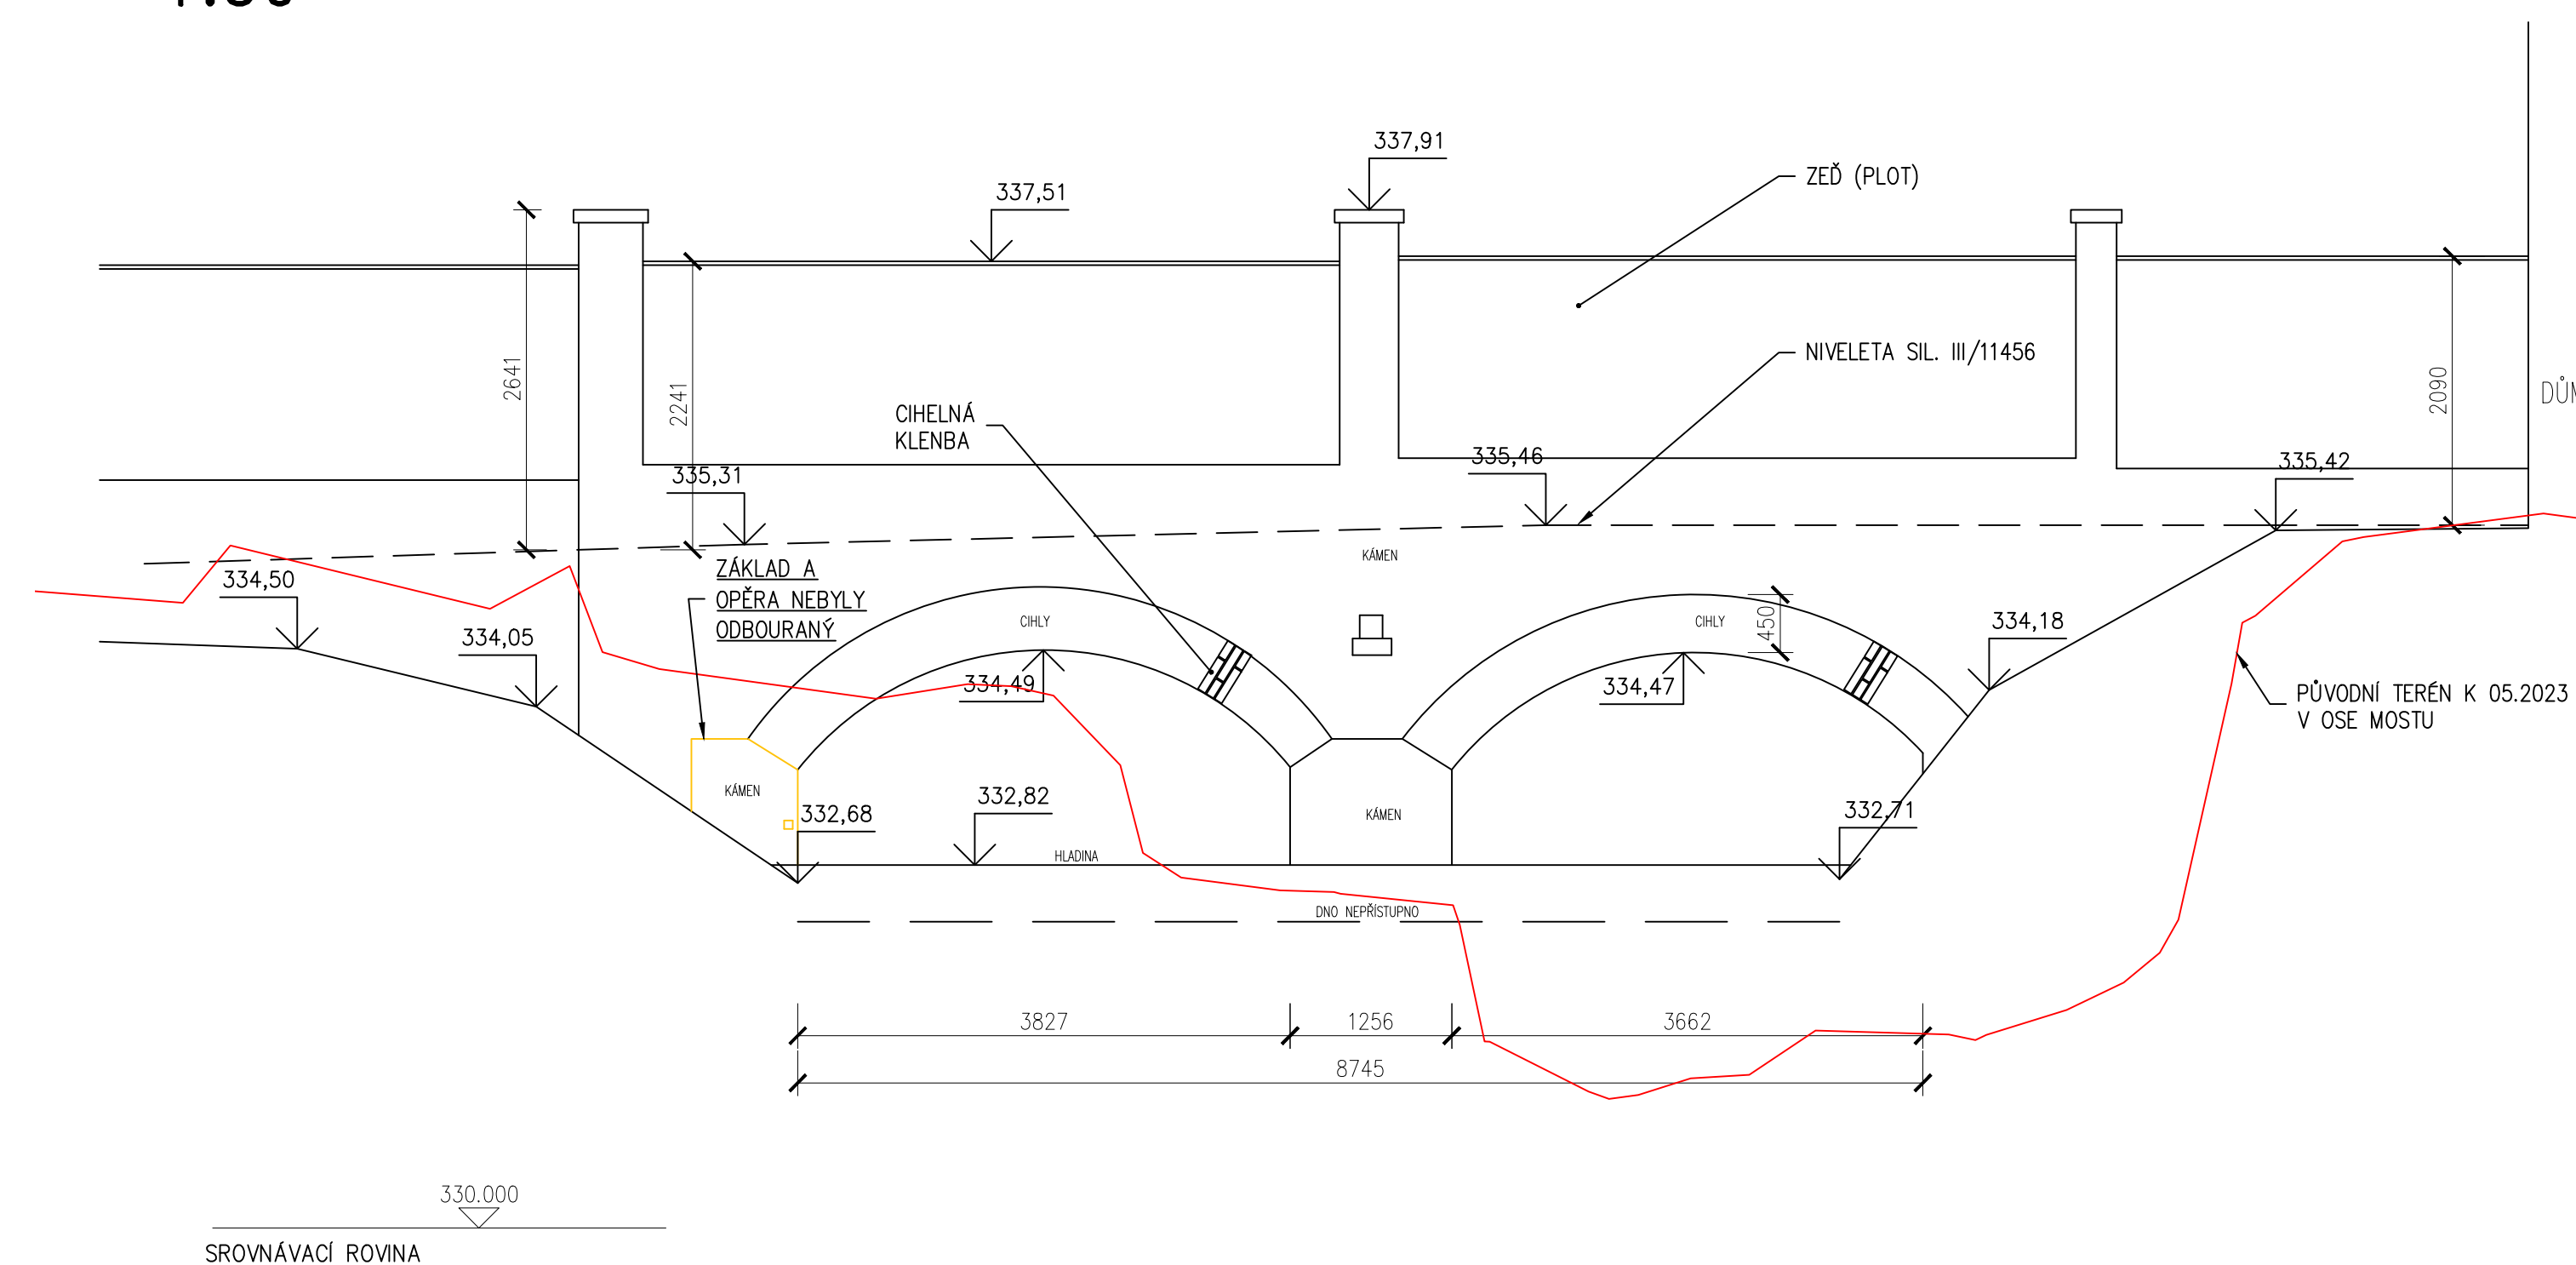 337,91
337,51
ZEĎ (PLOT)
2641
2241
NIVELETA SIL. III/11456
2090
CIHELNÁ
KLENBA
335,31
335,46
335,42
KÁMEN
ZÁKLAD A
OPĚRA NEBYLY
ODBOURANÝ
334,50
334,05
CIHLY
CIHLY
450
334,18
334,49
334,47
PŮVODNÍ TERÉN K 05.2023
V OSE MOSTU
KÁMEN
332,68
332,82
KÁMEN
332,71
HLADINA
DNO NEPŘÍSTUPNO
3827
1256
3662
8745
330.000
SROVNÁVACÍ ROVINA